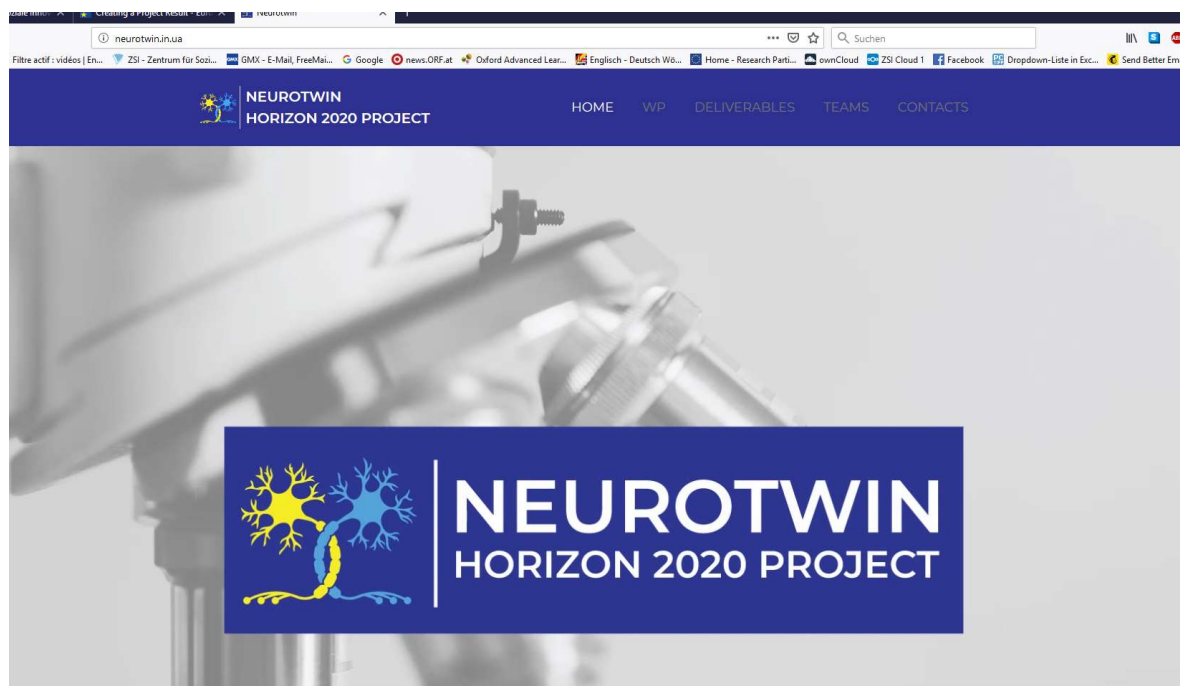 Creating a Project Result - Eur
Neurotwin
neurotwin.in.ua
Suchen
Filtre actif : vidéos | En... ZSI - Zentrum für Sozi... GMX - E-Mail, FreeMai... Google news.ORF.at Oxford Advanced Lear... Englisch - Deutsch Wö... Home - Research Parti... ownCloud ZSI Cloud 1 Facebook Dropdown-Liste in Exc... Send Better Em
NEUROTWIN
HORIZON 2020 PROJECT
HOME WP DELIVERABLES TEAMS CONTACTS
NEUROTWIN
HORIZON 2020 PROJECT